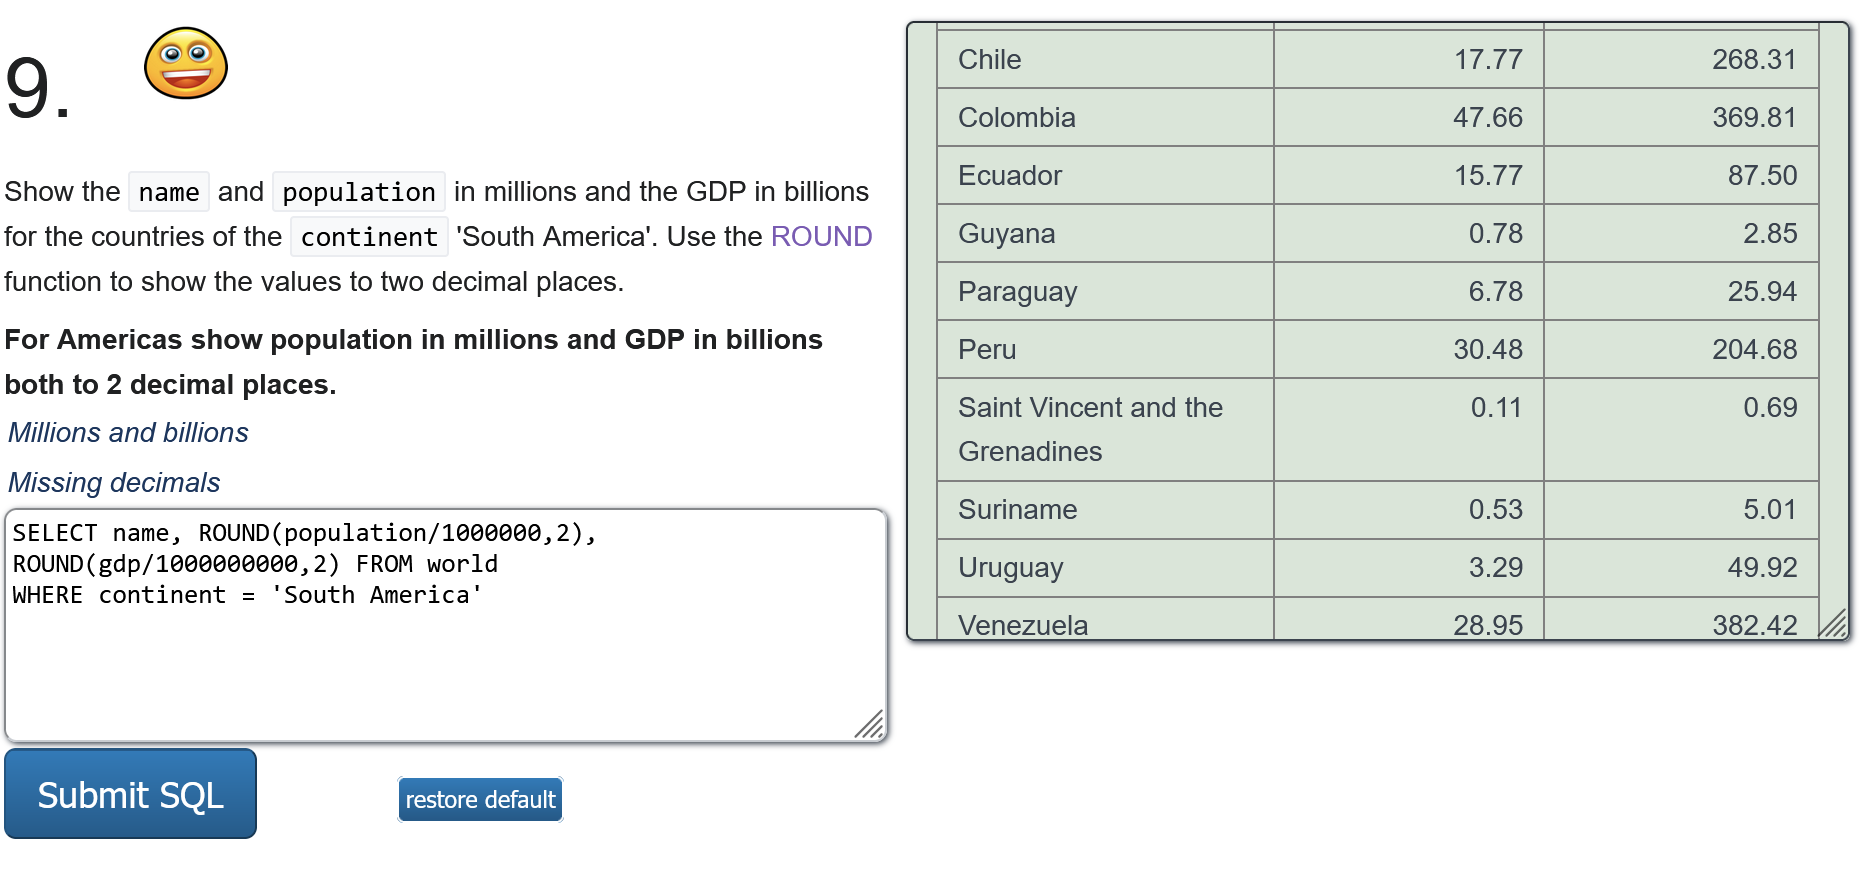 9.
Show the name and population in millions and the GDP in billions
for the countries of the continent 'South America'. Use the ROUND
function to show the values to two decimal places.
For Americas show population in millions and GDP in billions
both to 2 decimal places.
Millions and billions
Missing decimals
SELECT name, ROUND(population/1000000,2),
ROUND(gdp/1000000000,2) FROM world
WHERE continent = 'South America'
Submit SQL
restore default
Chile 17.77 268.31
Colombia 47.66 369.81
Ecuador 15.77 87.50
Guyana 0.78 2.85
Paraguay 6.78 25.94
Peru 30.48 204.68
Saint Vincent and the 0.11 0.69
Grenadines
Suriname 0.53 5.01
Uruguay 3.29 49.92
Venezuela 28.95 382.42